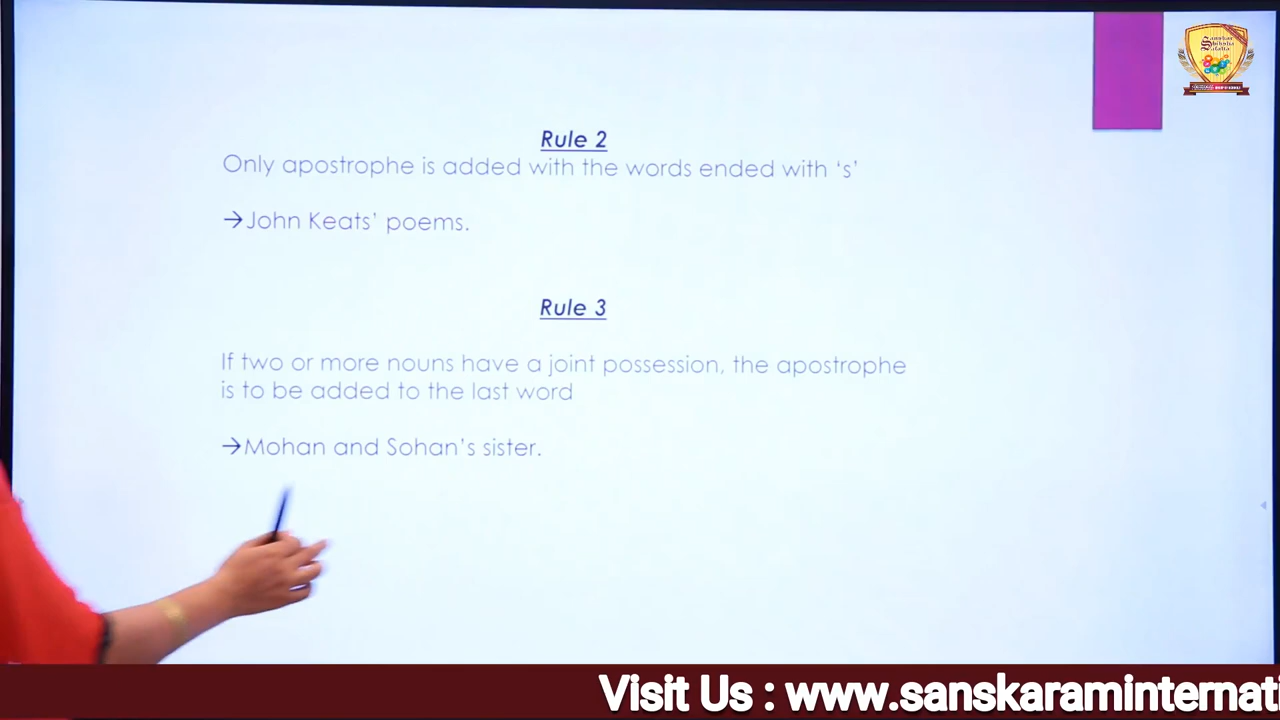 Rule 2
Only apostrophe is added with the words ended with ‘s’
→John Keats’ poems.
Rule 3
If two or more nouns have a joint possession, the apostrophe
is to be added to the last word
→Mohan and Sohan’s sister.
Visit Us : www.sanskaraminternati